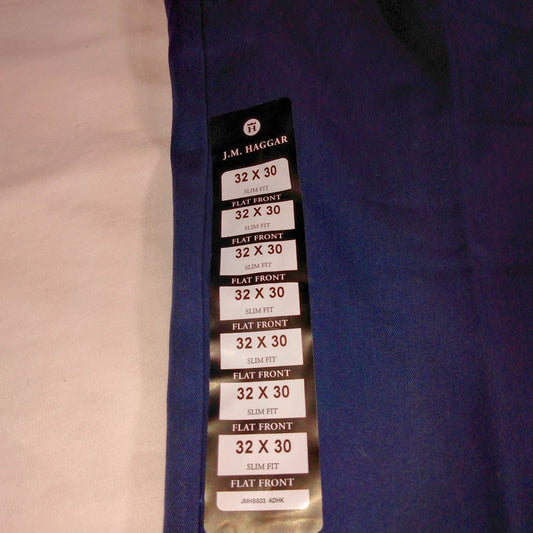 H
J.M. HAGGAR
32 X 30
SLIM FIT
FLAT FRONT
32 X 30
SLIM FIT
FLAT FRONT
32 X 30
SLIM FIT
FLAT FRONT
32 X 30
SLIM FIT
FLAT FRONT
32 X 30
SLIM FIT
FLAT FRONT
32 X 30
SLIM FIT
FLAT FRONT
32 X 30
SLIM FIT
FLAT FRONT
JMHSS03 ADHK